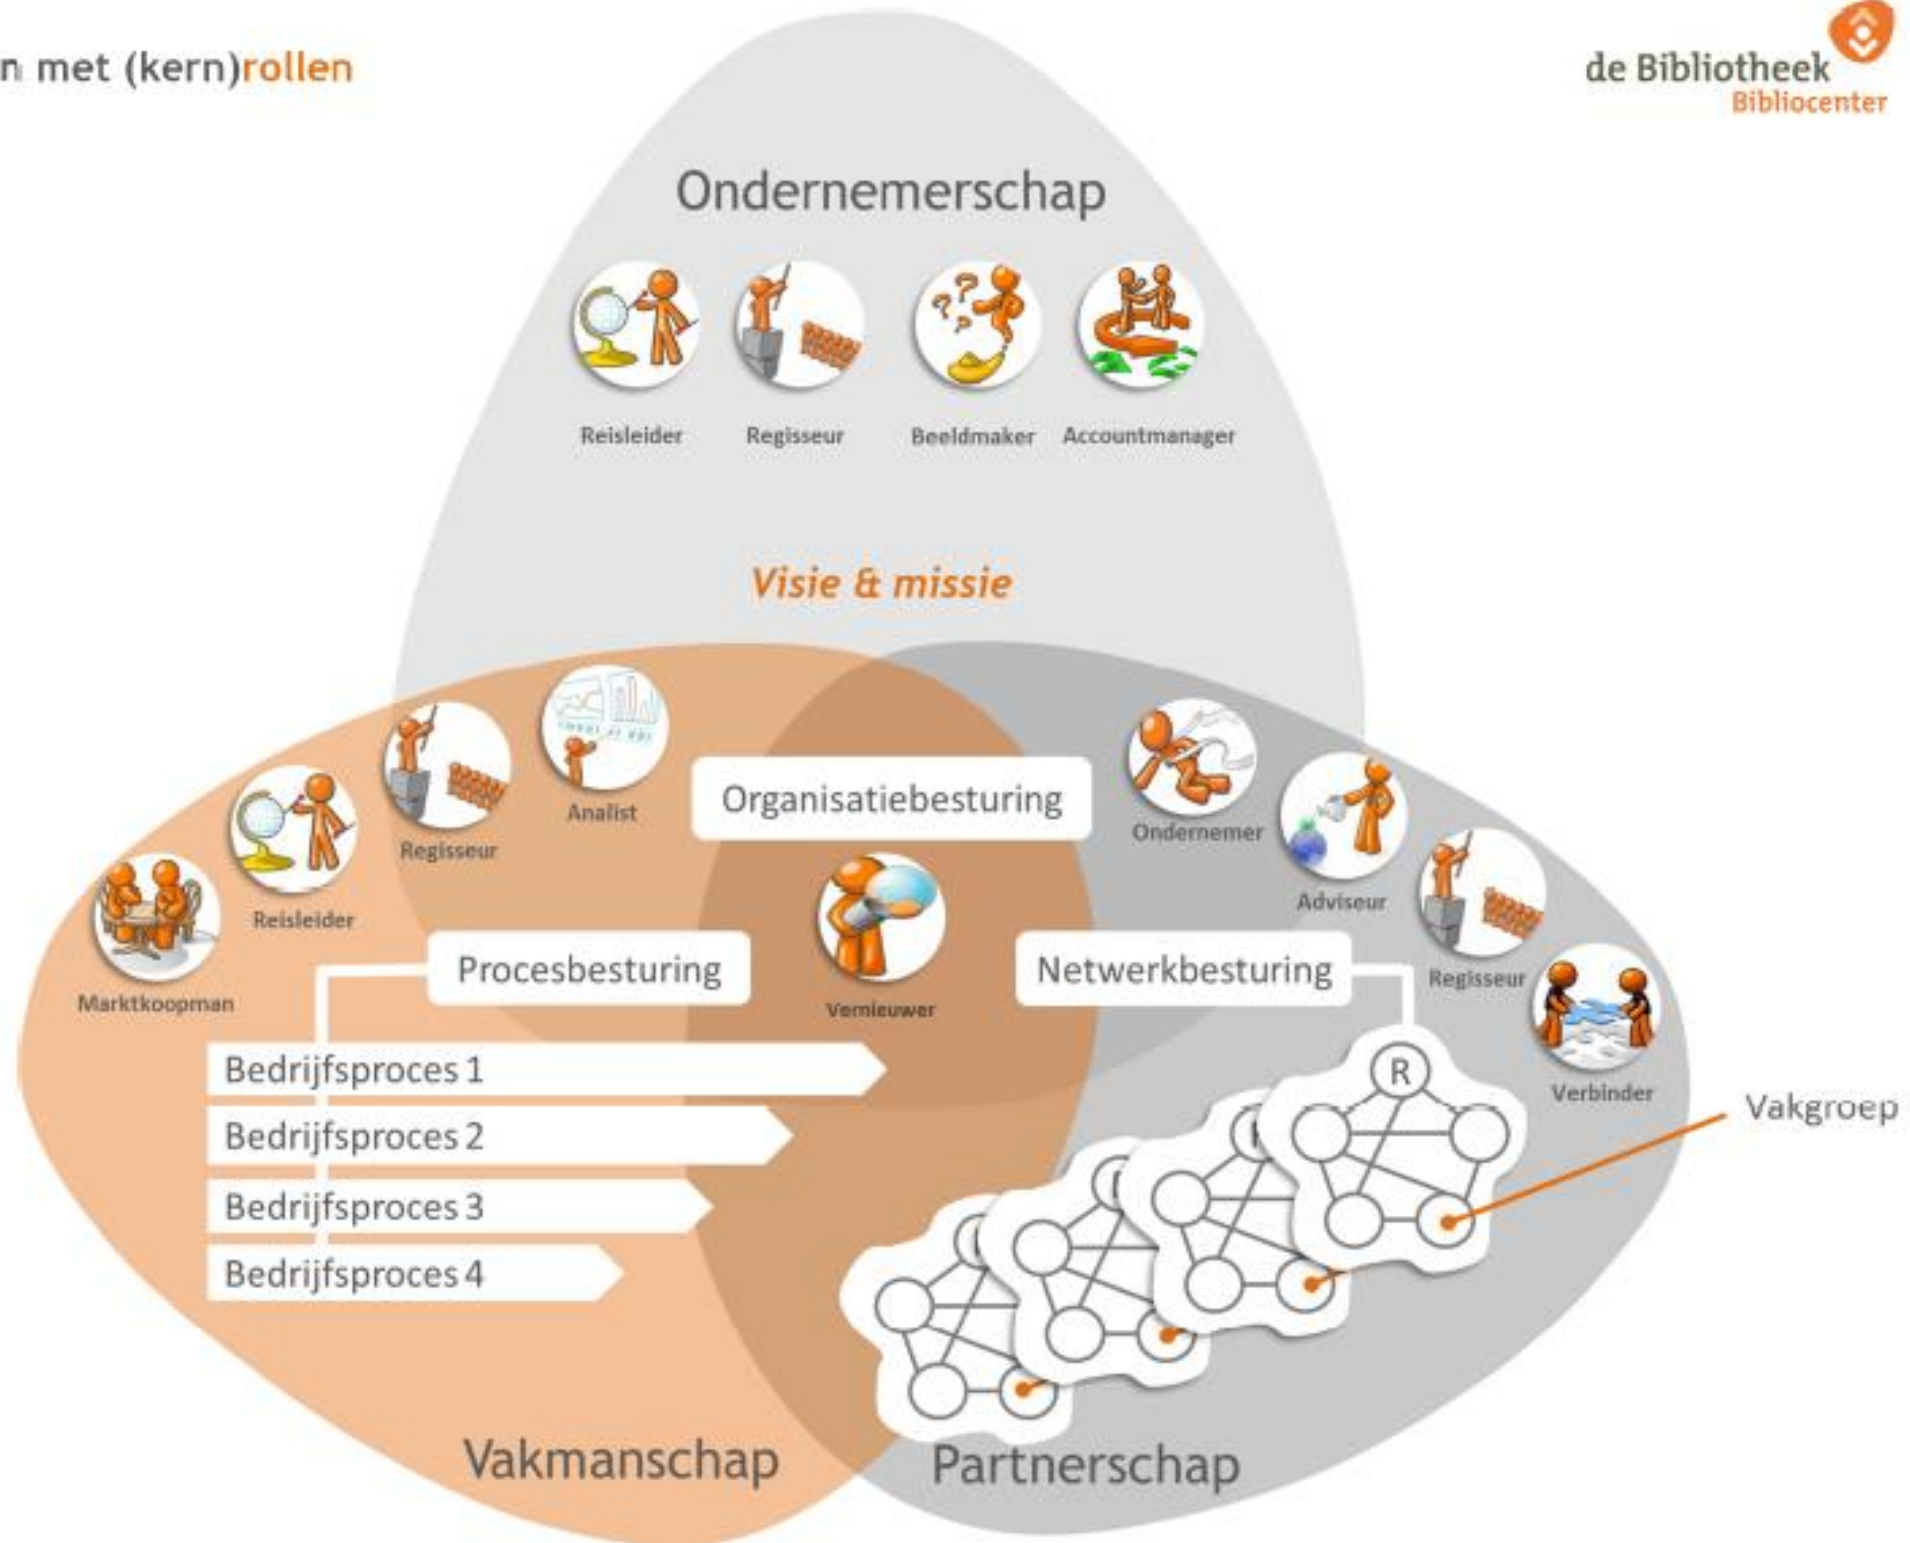 n met (kern)rollen
de Bibliotheek
Bibliocenter
Ondernemerschap
Reisleider
Regisseur
Beeldmaker
Accountmanager
Visie & missie
Analist
Regisseur
Reisleider
Marktkoopman
Organisatiebesturing
Ondernemer
Adviseur
Regisseur
Verbinder
Procesbesturing
Vernieuwer
Netwerkbesturing
Bedrijfsproces 1
Bedrijfsproces 2
Bedrijfsproces 3
Bedrijfsproces 4
R
Vakgroep
Vakmanschap
Partnerschap